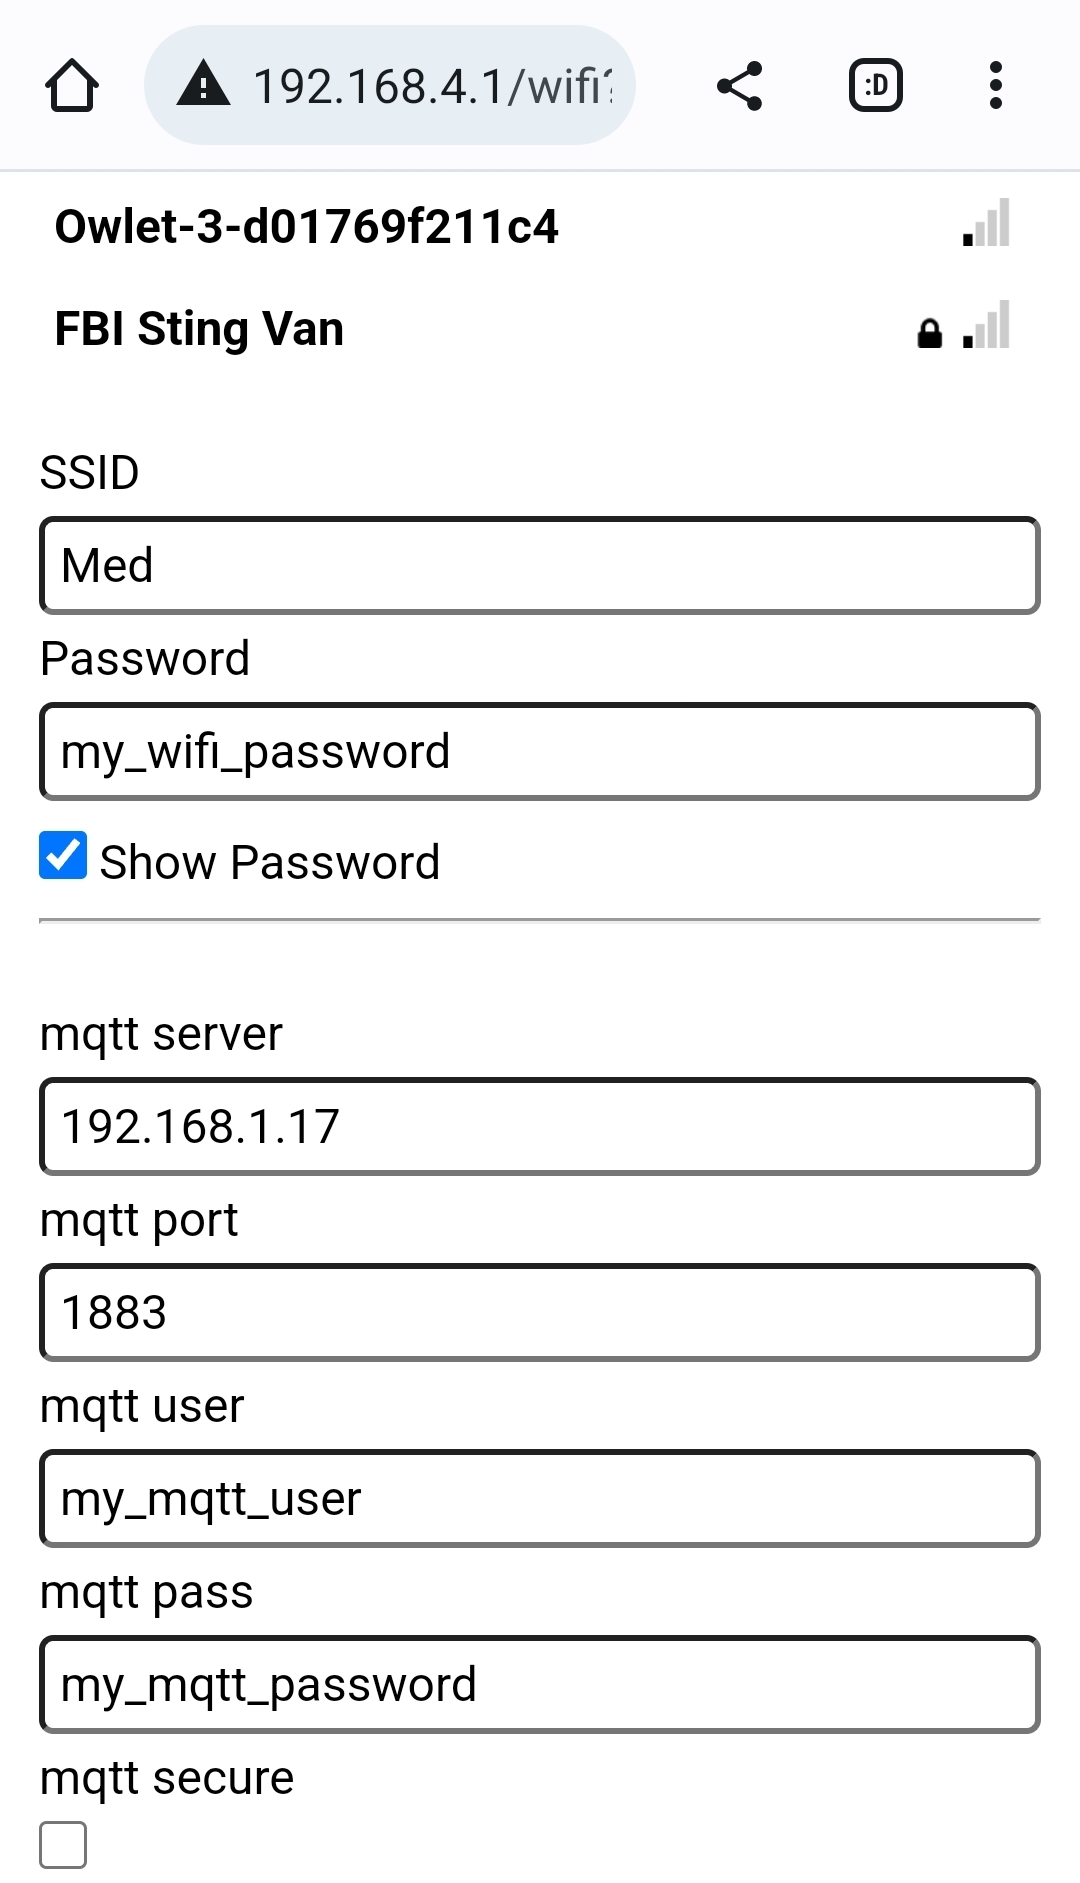 192.168.4.1/wifi?
:D
Owlet-3-d01769f211c4
FBI Sting Van
SSID
Med
Password
my_wifi_password
Show Password
mqtt server
192.168.1.17
mqtt port
1883
mqtt user
my_mqtt_user
mqtt pass
my_mqtt_password
mqtt secure